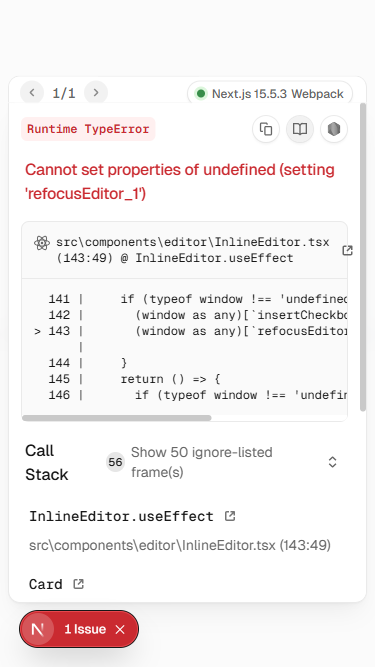 1/1
Next.js 15.5.3 Webpack
Runtime TypeError
Cannot set properties of undefined (setting
'refocusEditor_1')
src\components\editor\InlineEditor.tsx
(143:49) @ InlineEditor.useEffect
141 |     if (typeof window !== 'undefined
142 |       (window as any)[`insertCheckbo
> 143 |       (window as any)[`refocusEditor
|
144 |     }
145 |     return () => {
146 |       if (typeof window !== 'undefin
Call
Stack
56
Show 50 ignore-listed
frame(s)
InlineEditor.useEffect
src\components\editor\InlineEditor.tsx (143:49)
Card
N
1 Issue